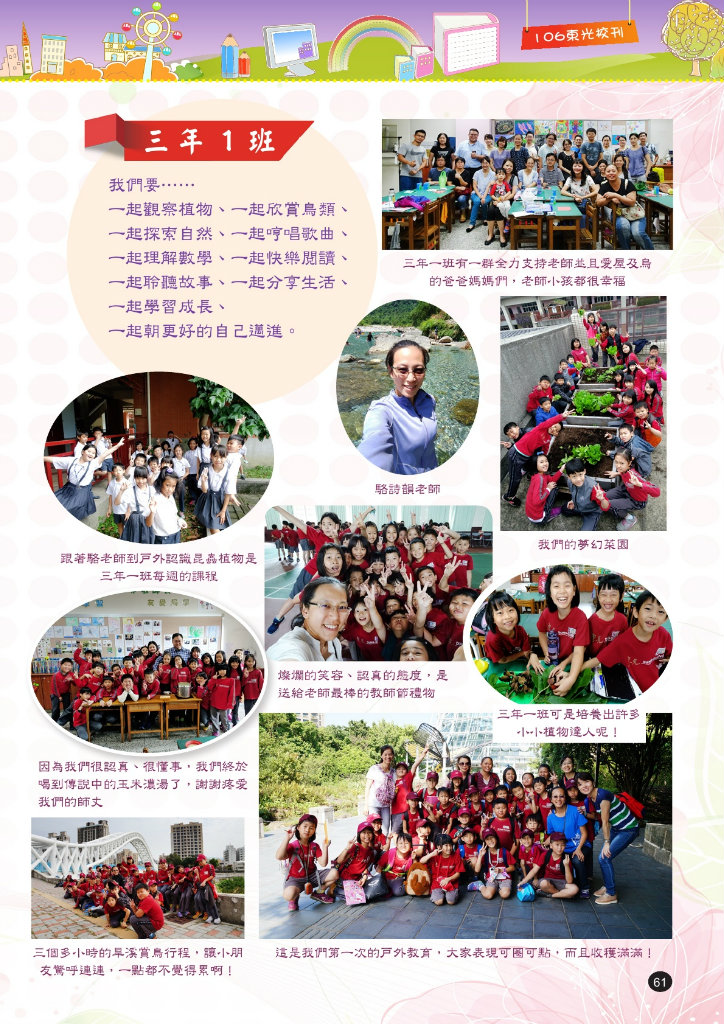 106東光校刊
三年1班
我們要……
一起觀察植物、一起欣賞鳥類、
一起探索自然、一起哼唱歌曲、
一起理解數學、一起快樂閱讀、
一起聆聽故事、一起分享生活、
一起學習成長、
一起朝更好的自己邁進。
三年一班有一群全力支持老師並且愛屋及烏
的爸爸媽媽們，老師小孩都很幸福
駱詩韻老師
我們的夢幻菜園
跟著駱老師到戶外認識昆蟲植物是
三年一班每週的課程
燦爛的笑容、認真的態度，是
送給老師最棒的教師節禮物
三年一班可是培養出許多
小小植物達人呢！
因為我們很認真、很懂事，我們終於
喝到傳說中的玉米濃湯了，謝謝疼愛
我們的師丈
三個多小時的旱溪賞鳥行程，讓小朋
友驚呼連連，一點都不覺得累啊！
這是我們第一次的戶外教育，大家表現可圈可點，而且收穫滿滿！
61